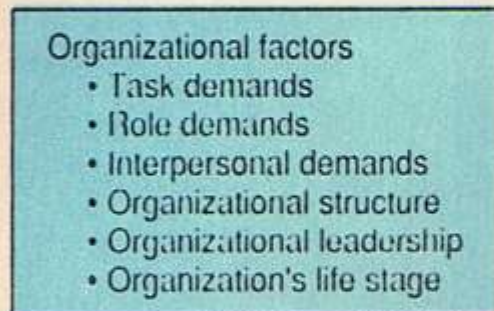 Organizational factors
• Task demands
• Role demands
• Interpersonal demands
• Organizational structure
• Organizational leadership
• Organization's life stage